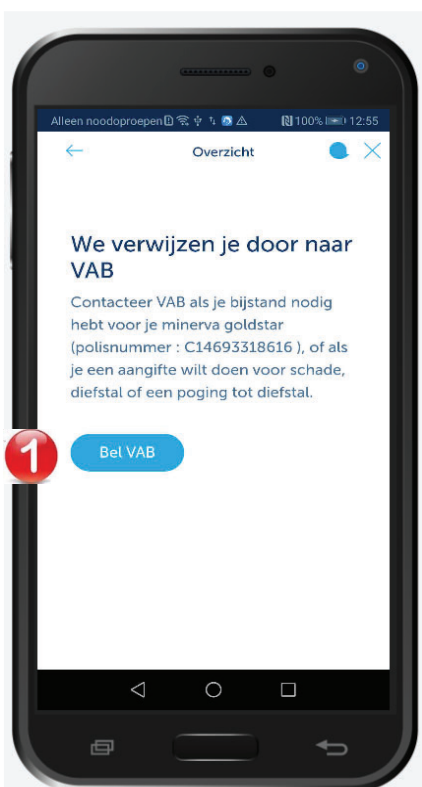 Alleen noodoproepen 100% 12:55
Overzicht
We verwijzen je door naar
VAB
Contacteer VAB als je bijstand nodig
hebt voor je minerva goldstar
(polisnummer : C14693318616 ), of als
je een aangifte wilt doen voor schade,
diefstal of een poging tot diefstal.
1 Bel VAB